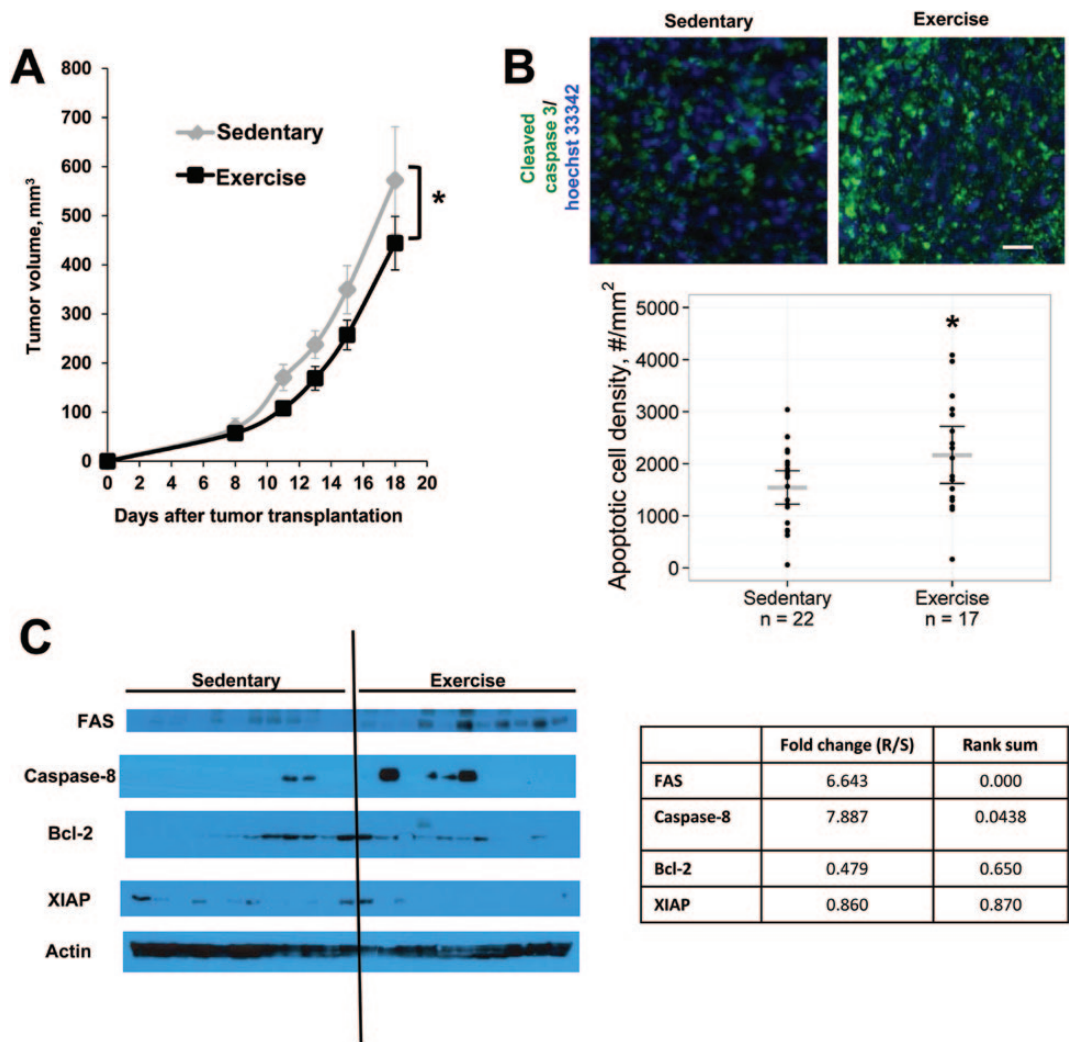 A
800
700
600
500
400
300
200
100
0
Tumor volume, mm³
Sedentary
Exercise
*
0 2 4 6 8 10 12 14 16 18 20
Days after tumor transplantation
B
Sedentary Exercise
Cleaved
caspase 3/
hoechst 33342
Apoptotic cell density, #/mm²
5000
4000
3000
2000
1000
0
*
Sedentary Exercise
n = 22 n = 17
C
Sedentary Exercise
FAS
Caspase-8
Bcl-2
XIAP
Actin
Fold change (R/S) Rank sum
FAS 6.643 0.000
Caspase-8 7.887 0.0438
Bcl-2 0.479 0.650
XIAP 0.860 0.870